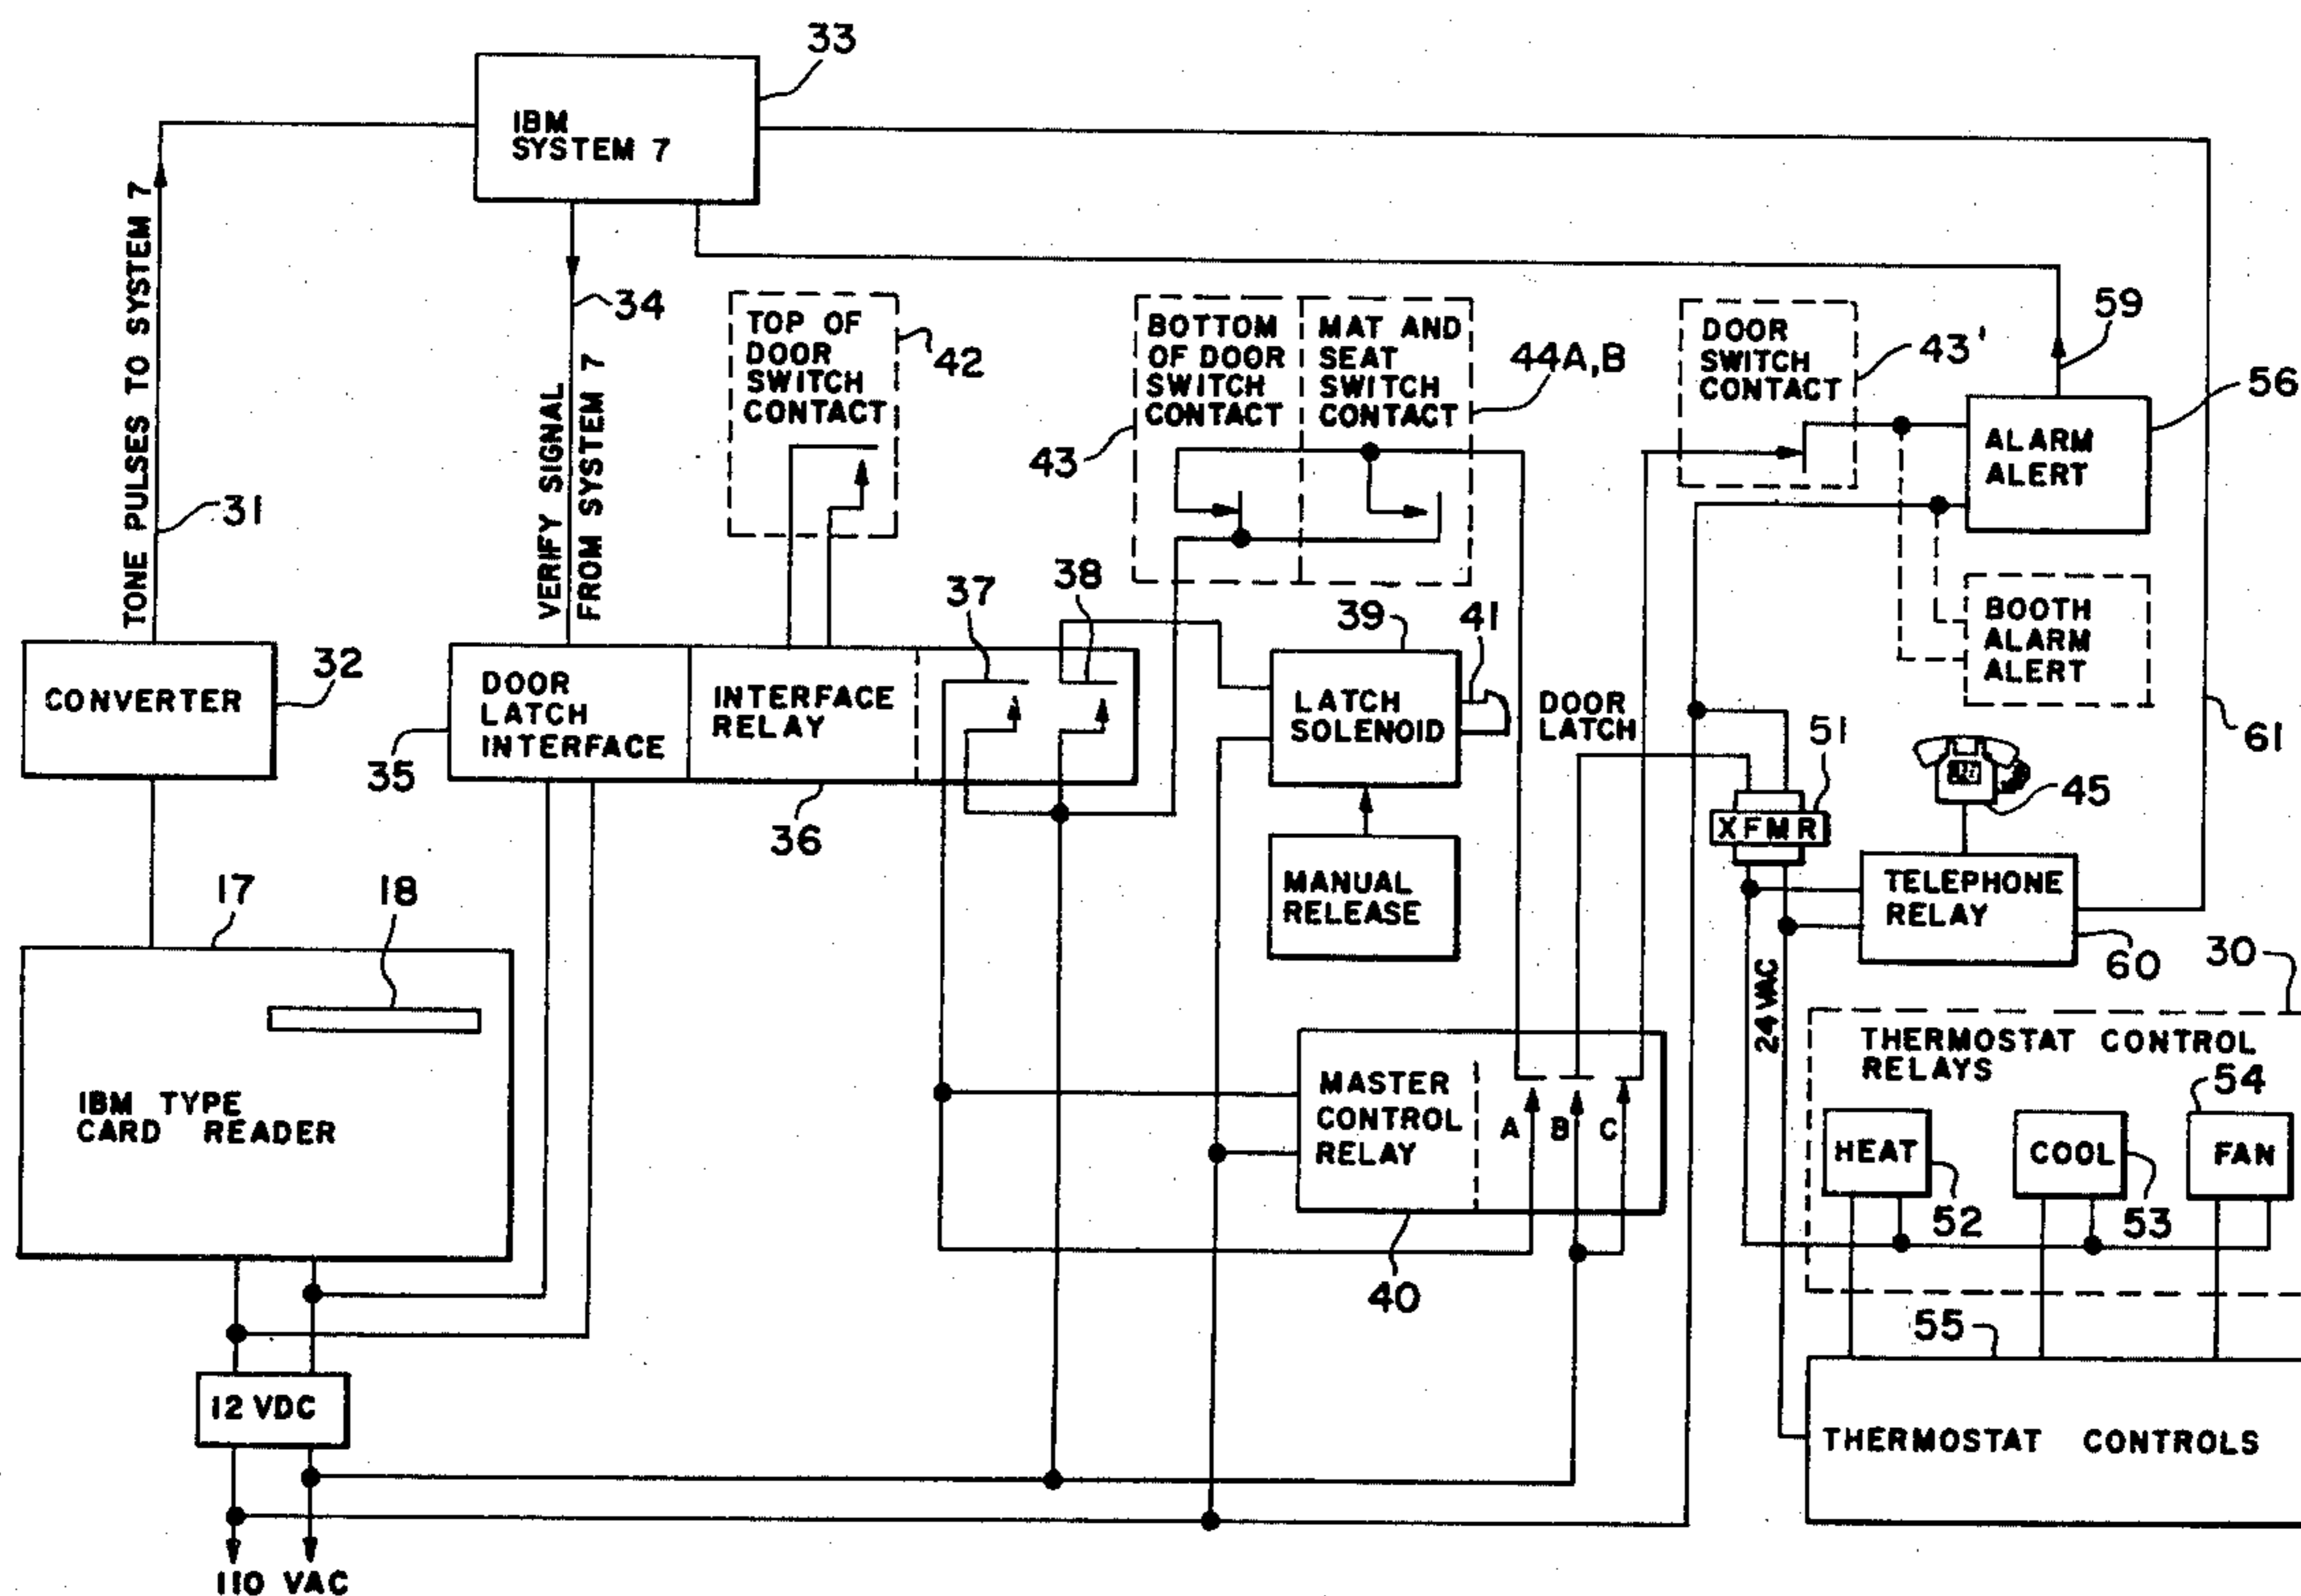 33
IBM
SYSTEM 7
TONE PULSES TO SYSTEM 7
31
VERIFY SIGNAL
FROM SYSTEM 7
34
TOP OF
DOOR
SWITCH
CONTACT
42
BOTTOM
OF DOOR
SWITCH
CONTACT
43
MAT AND
SEAT
SWITCH
CONTACT
44A,B
DOOR
SWITCH
CONTACT
43'
59
56
ALARM
ALERT
BOOTH
ALARM
ALERT
61
CONVERTER
32
DOOR
LATCH
INTERFACE
35
INTERFACE
RELAY
36
37
38
39
LATCH
SOLENOID
41
DOOR
LATCH
MANUAL
RELEASE
51
XFMR
45
TELEPHONE
RELAY
60
24 VAC
30
17
18
IBM TYPE
CARD READER
MASTER
CONTROL
RELAY
A
B
C
40
THERMOSTAT CONTROL
RELAYS
54
HEAT
52
COOL
53
FAN
55
THERMOSTAT CONTROLS
12 VDC
110 VAC